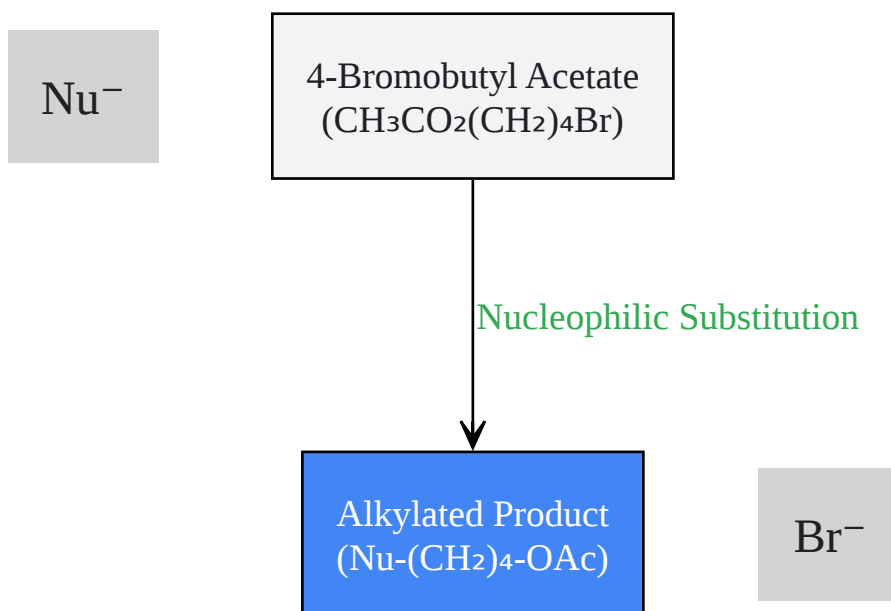 Nu⁻
4-Bromobutyl Acetate
(CH₃CO₂(CH₂)₄Br)
Nucleophilic Substitution
Alkylated Product
(Nu-(CH₂)₄-OAc)
Br⁻